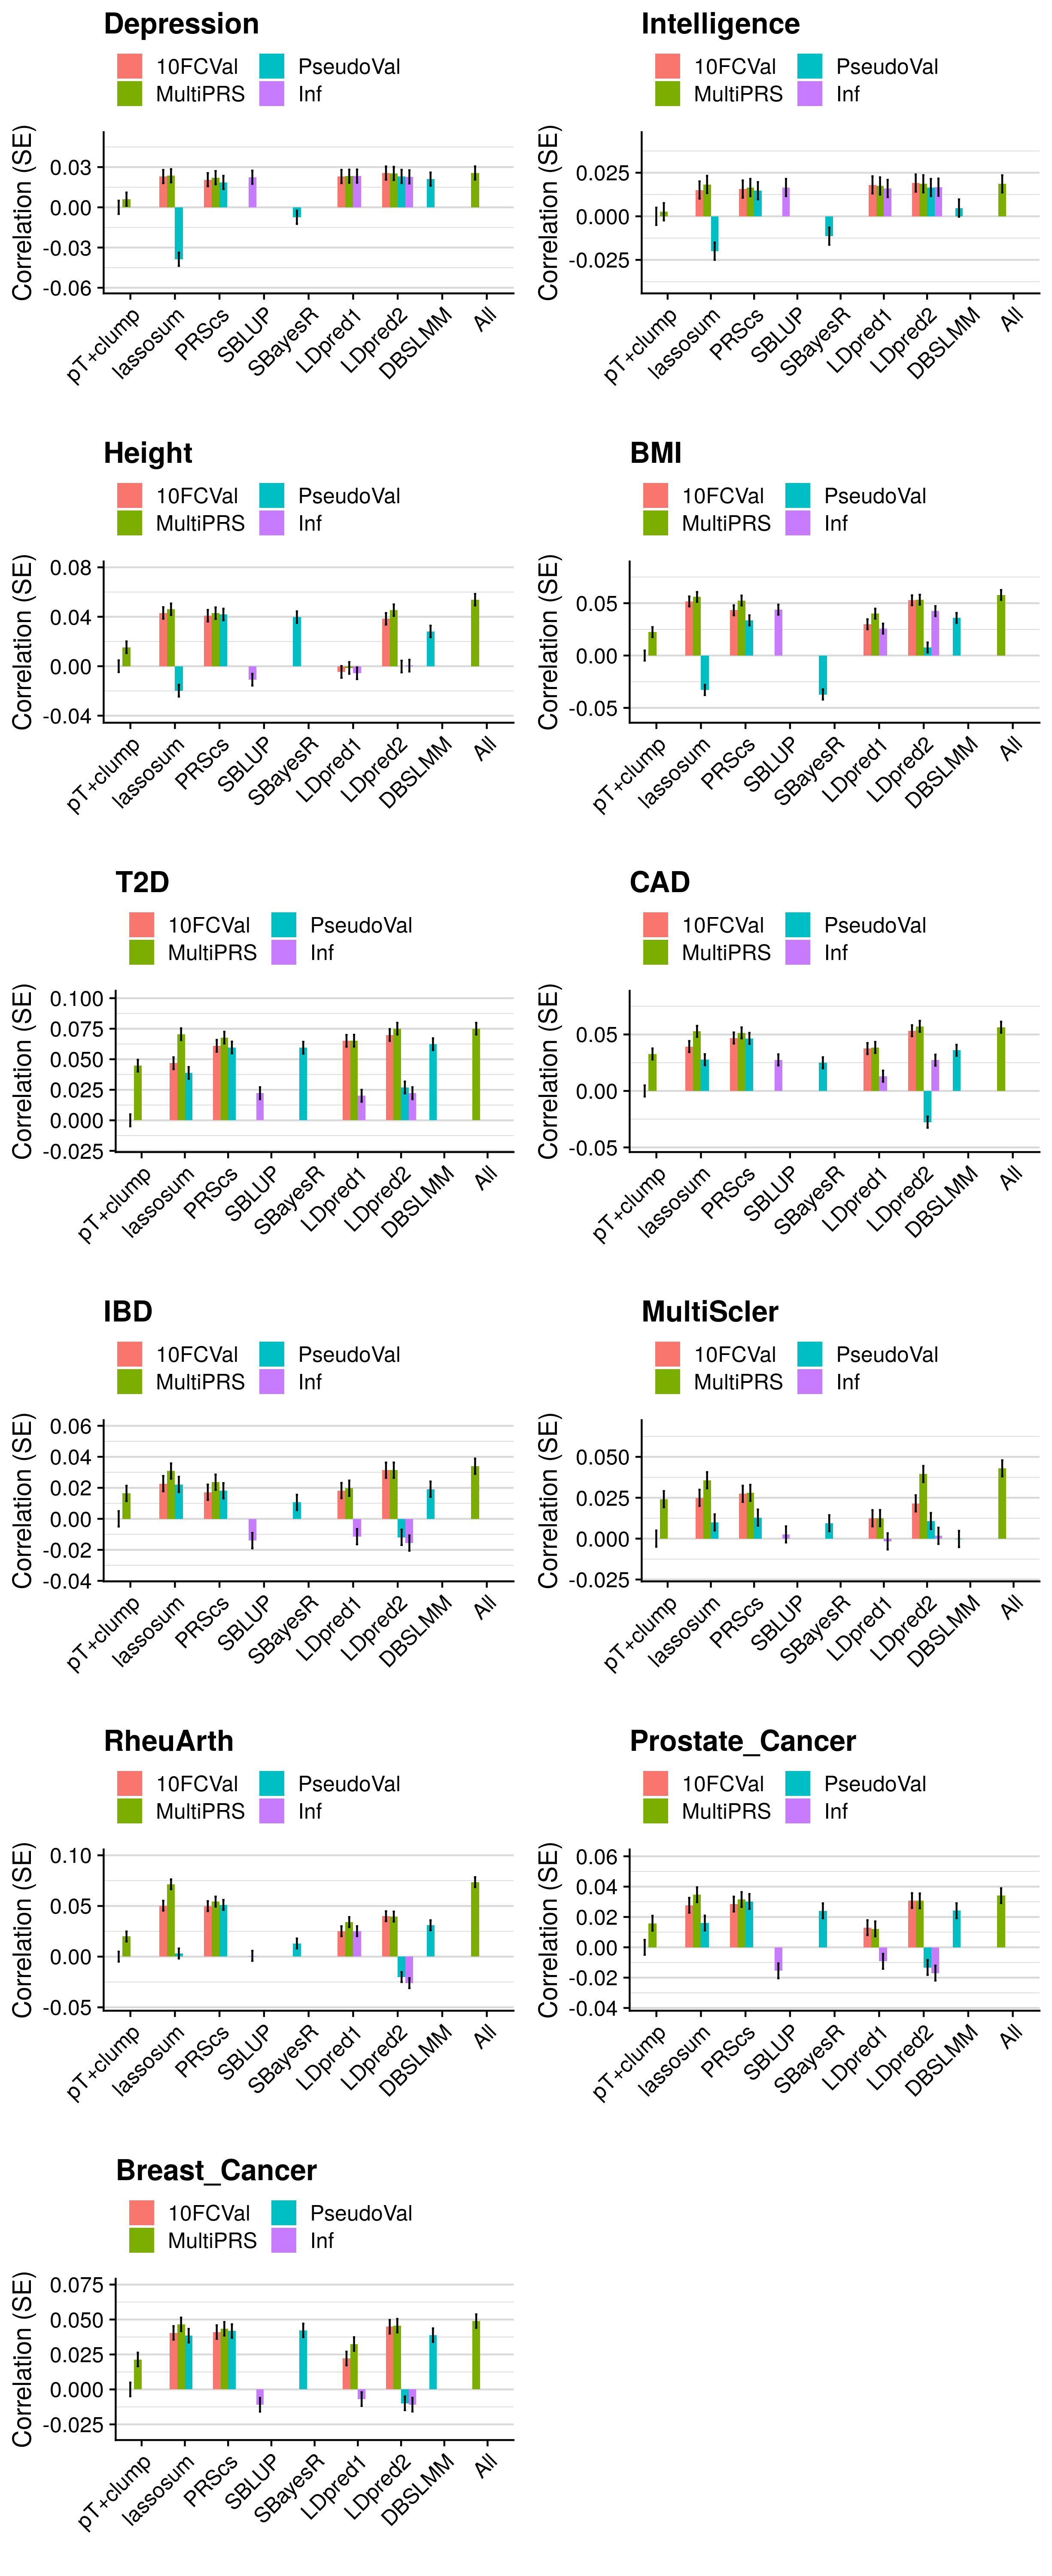 Depression
10FCVal PseudoVal
MultiPRS Inf
Correlation (SE)
0.03
0.00
-0.03
-0.06
pT+clump lassosum PRScs SBLUP SBayesR LDpred1 LDpred2 DBSLMM All
Intelligence
10FCVal PseudoVal
MultiPRS Inf
Correlation (SE)
0.025
0.000
-0.025
pT+clump lassosum PRScs SBLUP SBayesR LDpred1 LDpred2 DBSLMM All
Height
10FCVal PseudoVal
MultiPRS Inf
Correlation (SE)
0.08
0.04
0.00
-0.04
pT+clump lassosum PRScs SBLUP SBayesR LDpred1 LDpred2 DBSLMM All
BMI
10FCVal PseudoVal
MultiPRS Inf
Correlation (SE)
0.05
0.00
-0.05
pT+clump lassosum PRScs SBLUP SBayesR LDpred1 LDpred2 DBSLMM All
T2D
10FCVal PseudoVal
MultiPRS Inf
Correlation (SE)
0.100
0.075
0.050
0.025
0.000
-0.025
pT+clump lassosum PRScs SBLUP SBayesR LDpred1 LDpred2 DBSLMM All
CAD
10FCVal PseudoVal
MultiPRS Inf
Correlation (SE)
0.05
0.00
-0.05
pT+clump lassosum PRScs SBLUP SBayesR LDpred1 LDpred2 DBSLMM All
IBD
10FCVal PseudoVal
MultiPRS Inf
Correlation (SE)
0.06
0.04
0.02
0.00
-0.02
-0.04
pT+clump lassosum PRScs SBLUP SBayesR LDpred1 LDpred2 DBSLMM All
MultiScler
10FCVal PseudoVal
MultiPRS Inf
Correlation (SE)
0.050
0.025
0.000
-0.025
pT+clump lassosum PRScs SBLUP SBayesR LDpred1 LDpred2 DBSLMM All
RheuArth
10FCVal PseudoVal
MultiPRS Inf
Correlation (SE)
0.10
0.05
0.00
-0.05
pT+clump lassosum PRScs SBLUP SBayesR LDpred1 LDpred2 DBSLMM All
Prostate_Cancer
10FCVal PseudoVal
MultiPRS Inf
Correlation (SE)
0.06
0.04
0.02
0.00
-0.02
-0.04
pT+clump lassosum PRScs SBLUP SBayesR LDpred1 LDpred2 DBSLMM All
Breast_Cancer
10FCVal PseudoVal
MultiPRS Inf
Correlation (SE)
0.075
0.050
0.025
0.000
-0.025
pT+clump lassosum PRScs SBLUP SBayesR LDpred1 LDpred2 DBSLMM All